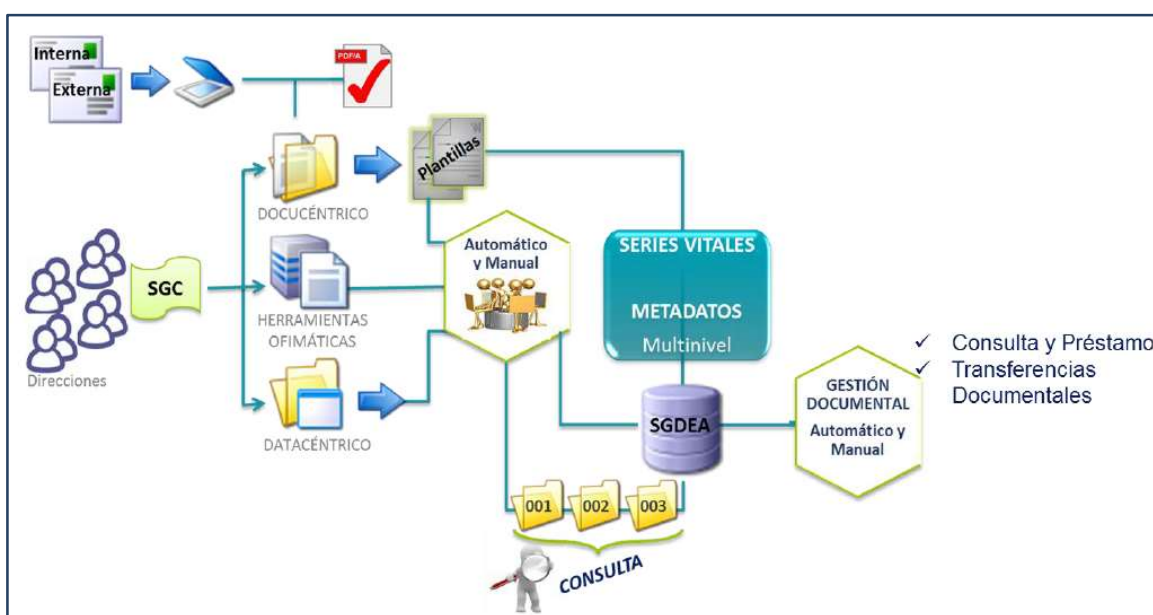 Interna
Externa
PDF/A
DOCUCÉNTRICO
Plantillas
Direcciones
SGC
HERRAMIENTAS
OFIMÁTICAS
DATACÉNTRICO
Automático
y Manual
SERIES VITALES
METADATOS
Multinivel
SGDEA
GESTIÓN
DOCUMENTAL
Automático y
Manual
✓ Consulta y Préstamo
✓ Transferencias
Documentales
001
002
003
CONSULTA